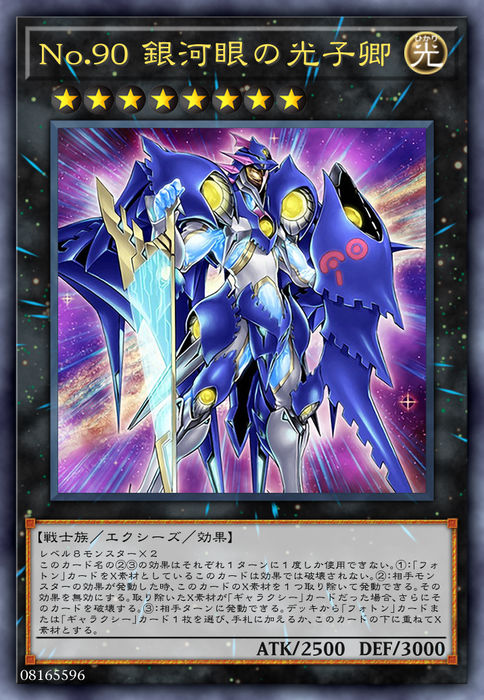 No.90 銀河眼の光子卿
ひかり
光
【戦士族／エクシーズ／効果】
レベル８モンスター×２
このカード名の②③の効果はそれぞれ１ターンに１度しか使用できない。①：「フォ
トン」カードをX素材としているこのカードは効果では破壊されない。②：相手モン
スターの効果が発動した時、このカードのX素材を１つ取り除いて発動できる。その
効果を無効にする。取り除いたX素材が「ギャラクシー」カードだった場合、さらにそ
のカードを破壊する。③：相手ターンに発動できる。デッキから「フォトン」カードま
たは「ギャラクシー」カード１枚を選び、手札に加えるか、このカードの下に重ねてX
素材とする。
ATK/2500 DEF/3000
08165596